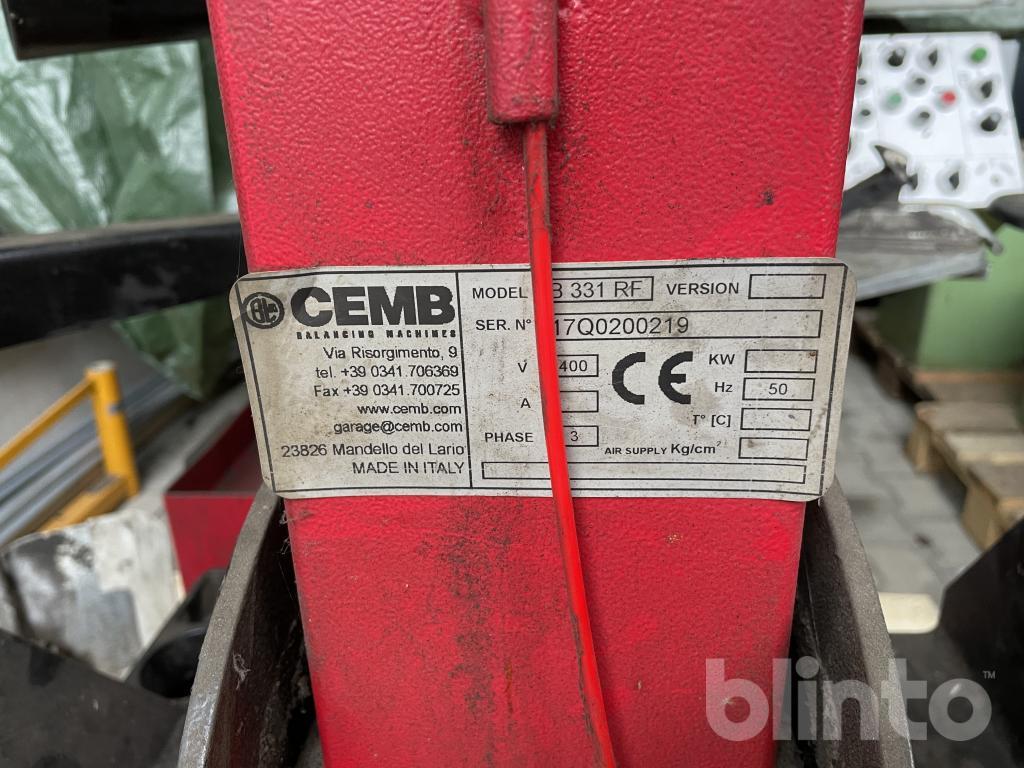 CEMB
BALANCING MACHINES
Via Risorgimento, 9
tel. +39 0341.706369
Fax +39 0341.700725
www.cemb.com
garage@cemb.com
23826 Mandello del Lario
MADE IN ITALY
MODEL 331 RF VERSION
SER. N° 17Q0200219
V 400
A
PHASE 3
CE
KW
Hz 50
T° [C]
AIR SUPPLY Kg/cm²
blinto™